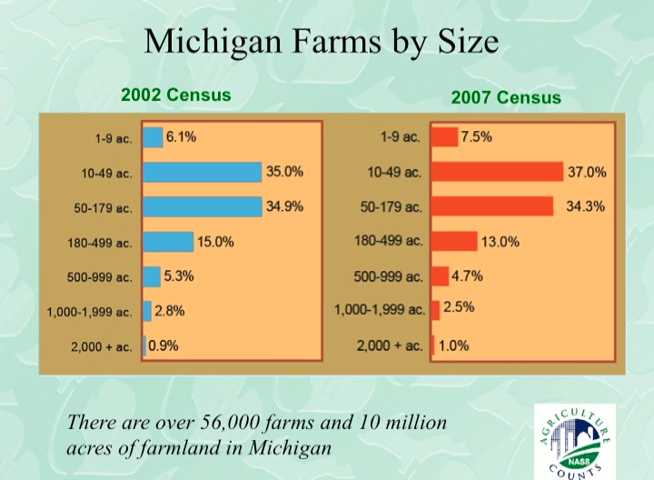 Michigan Farms by Size
2002 Census
1-9 ac. 6.1%
10-49 ac. 35.0%
50-179 ac. 34.9%
180-499 ac. 15.0%
500-999 ac. 5.3%
1,000-1,999 ac. 2.8%
2,000 + ac. 0.9%
2007 Census
1-9 ac. 7.5%
10-49 ac. 37.0%
50-179 ac. 34.3%
180-499 ac. 13.0%
500-999 ac. 4.7%
1,000-1,999 ac. 2.5%
2,000 + ac. 1.0%
There are over 56,000 farms and 10 million
acres of farmland in Michigan
AGRICULTURE
NASS
COUNTS